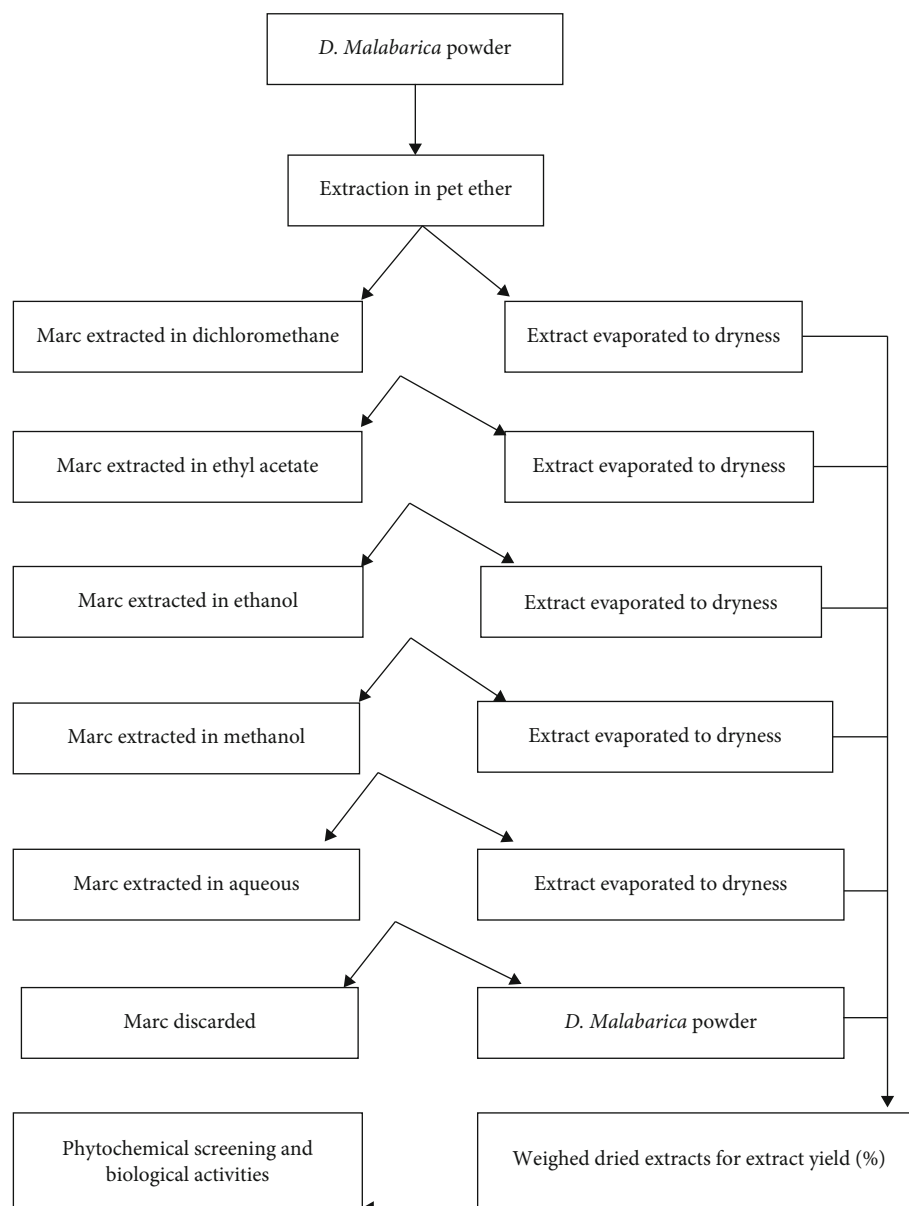 D. Malabarica powder
Extraction in pet ether
Marc extracted in dichloromethane
Extract evaporated to dryness
Marc extracted in ethyl acetate
Extract evaporated to dryness
Marc extracted in ethanol
Extract evaporated to dryness
Marc extracted in methanol
Extract evaporated to dryness
Marc extracted in aqueous
Extract evaporated to dryness
Marc discarded
D. Malabarica powder
Phytochemical screening and
biological activities
Weighed dried extracts for extract yield (%)